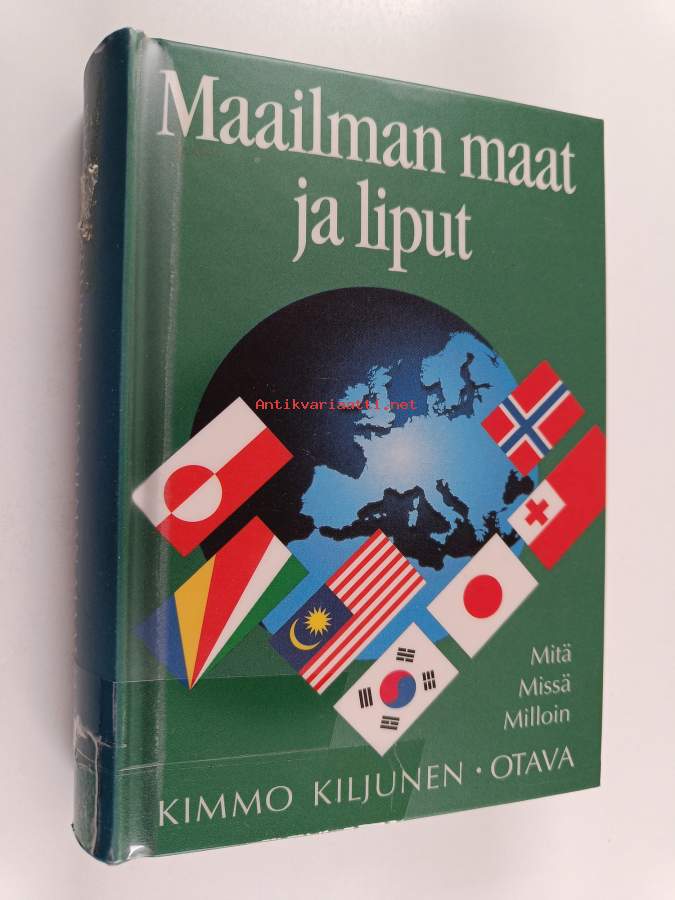 Maailman maat
ja liput
Antikvariaatti.net
Mitä
Missä
Milloin
KIMMO KILJUNEN • OTAVA